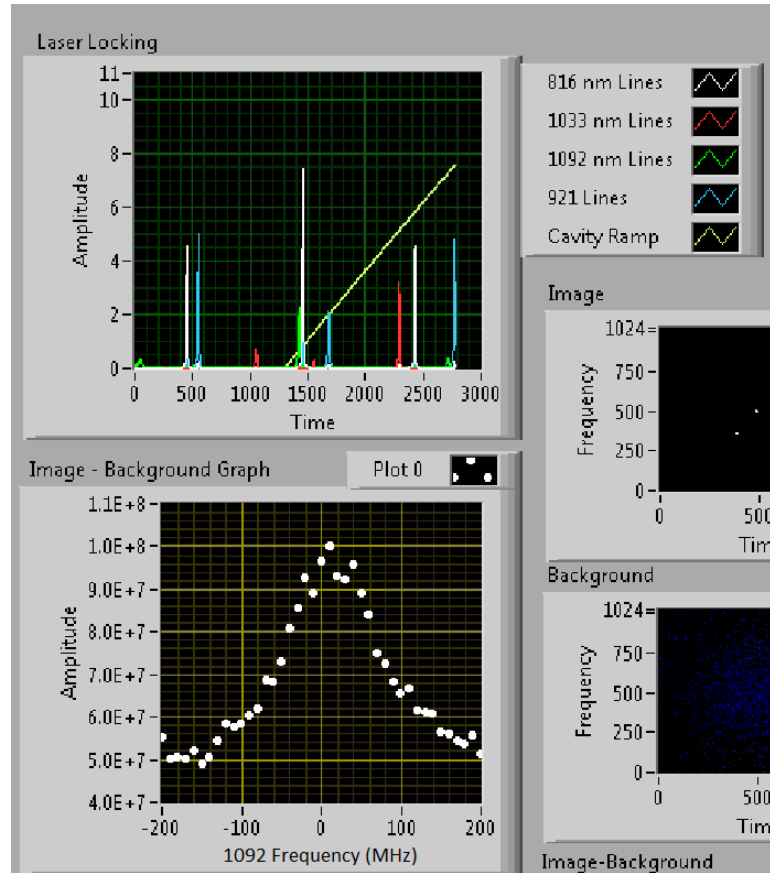 Laser Locking
11
10
8
6
4
2
0
Amplitude
0 500 1000 1500 2000 2500 3000
Time
816 nm Lines
1033 nm Lines
1092 nm Lines
921 Lines
Cavity Ramp
Image
1024=
750
500
250
0
Frequency
0 500
Tim
Image - Background Graph
Plot 0
1.1E+8
1.0E+8
9.0E+7
8.0E+7
7.0E+7
6.0E+7
5.0E+7
4.0E+7
Amplitude
-200 -100 0 100 200
1092 Frequency (MHz)
Background
1024=
750
500
250
0
Frequency
0 500
Tim
Image-Background